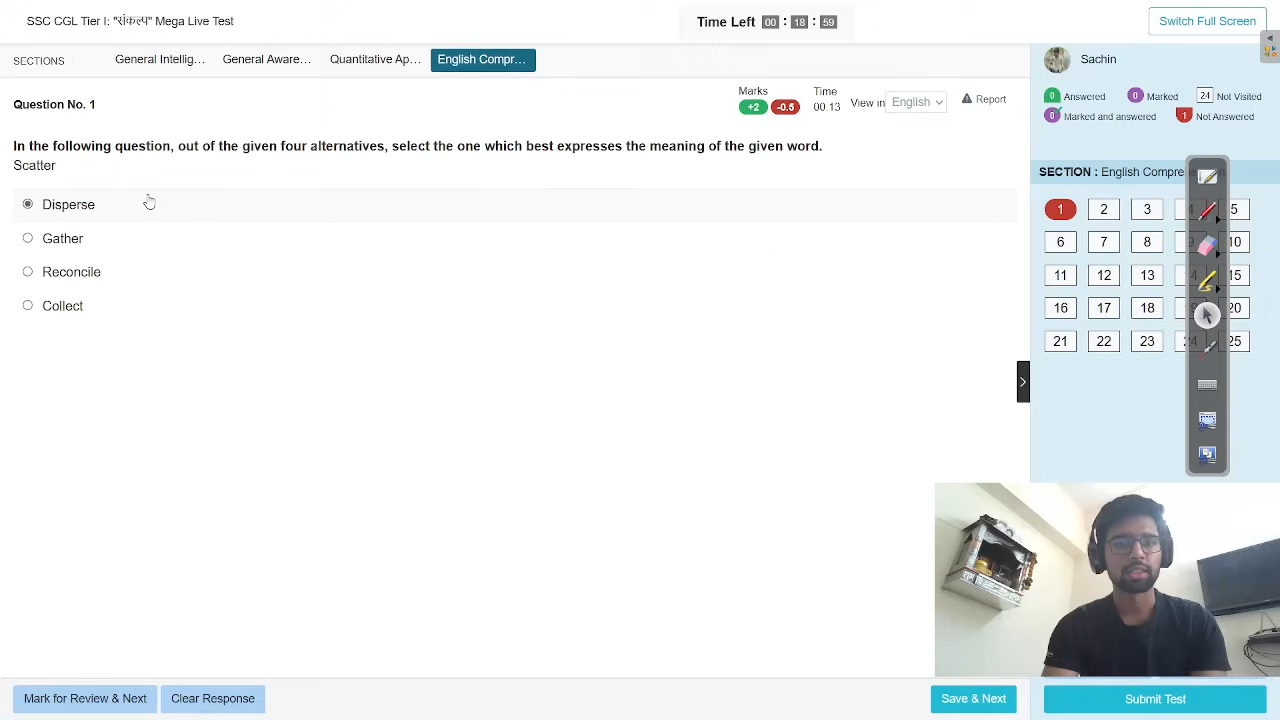 SSC CGL Tier I: "संकल्प" Mega Live Test
Time Left 00 : 18 : 59
Switch Full Screen
SECTIONS
General Intellig...
General Aware...
Quantitative Ap...
English Compr...
Sachin
Question No. 1
Marks
+2 -0.5
Time
00.13
View in English
Report
0 Answered
0 Marked
24 Not Visited
0 Marked and answered
1 Not Answered
In the following question, out of the given four alternatives, select the one which best expresses the meaning of the given word.
Scatter
Disperse
Gather
Reconcile
Collect
SECTION : English Compre
1 2 3 4 5
6 7 8 9 10
11 12 13 14 15
16 17 18 19 20
21 22 23 24 25
Mark for Review & Next
Clear Response
Save & Next
Submit Test